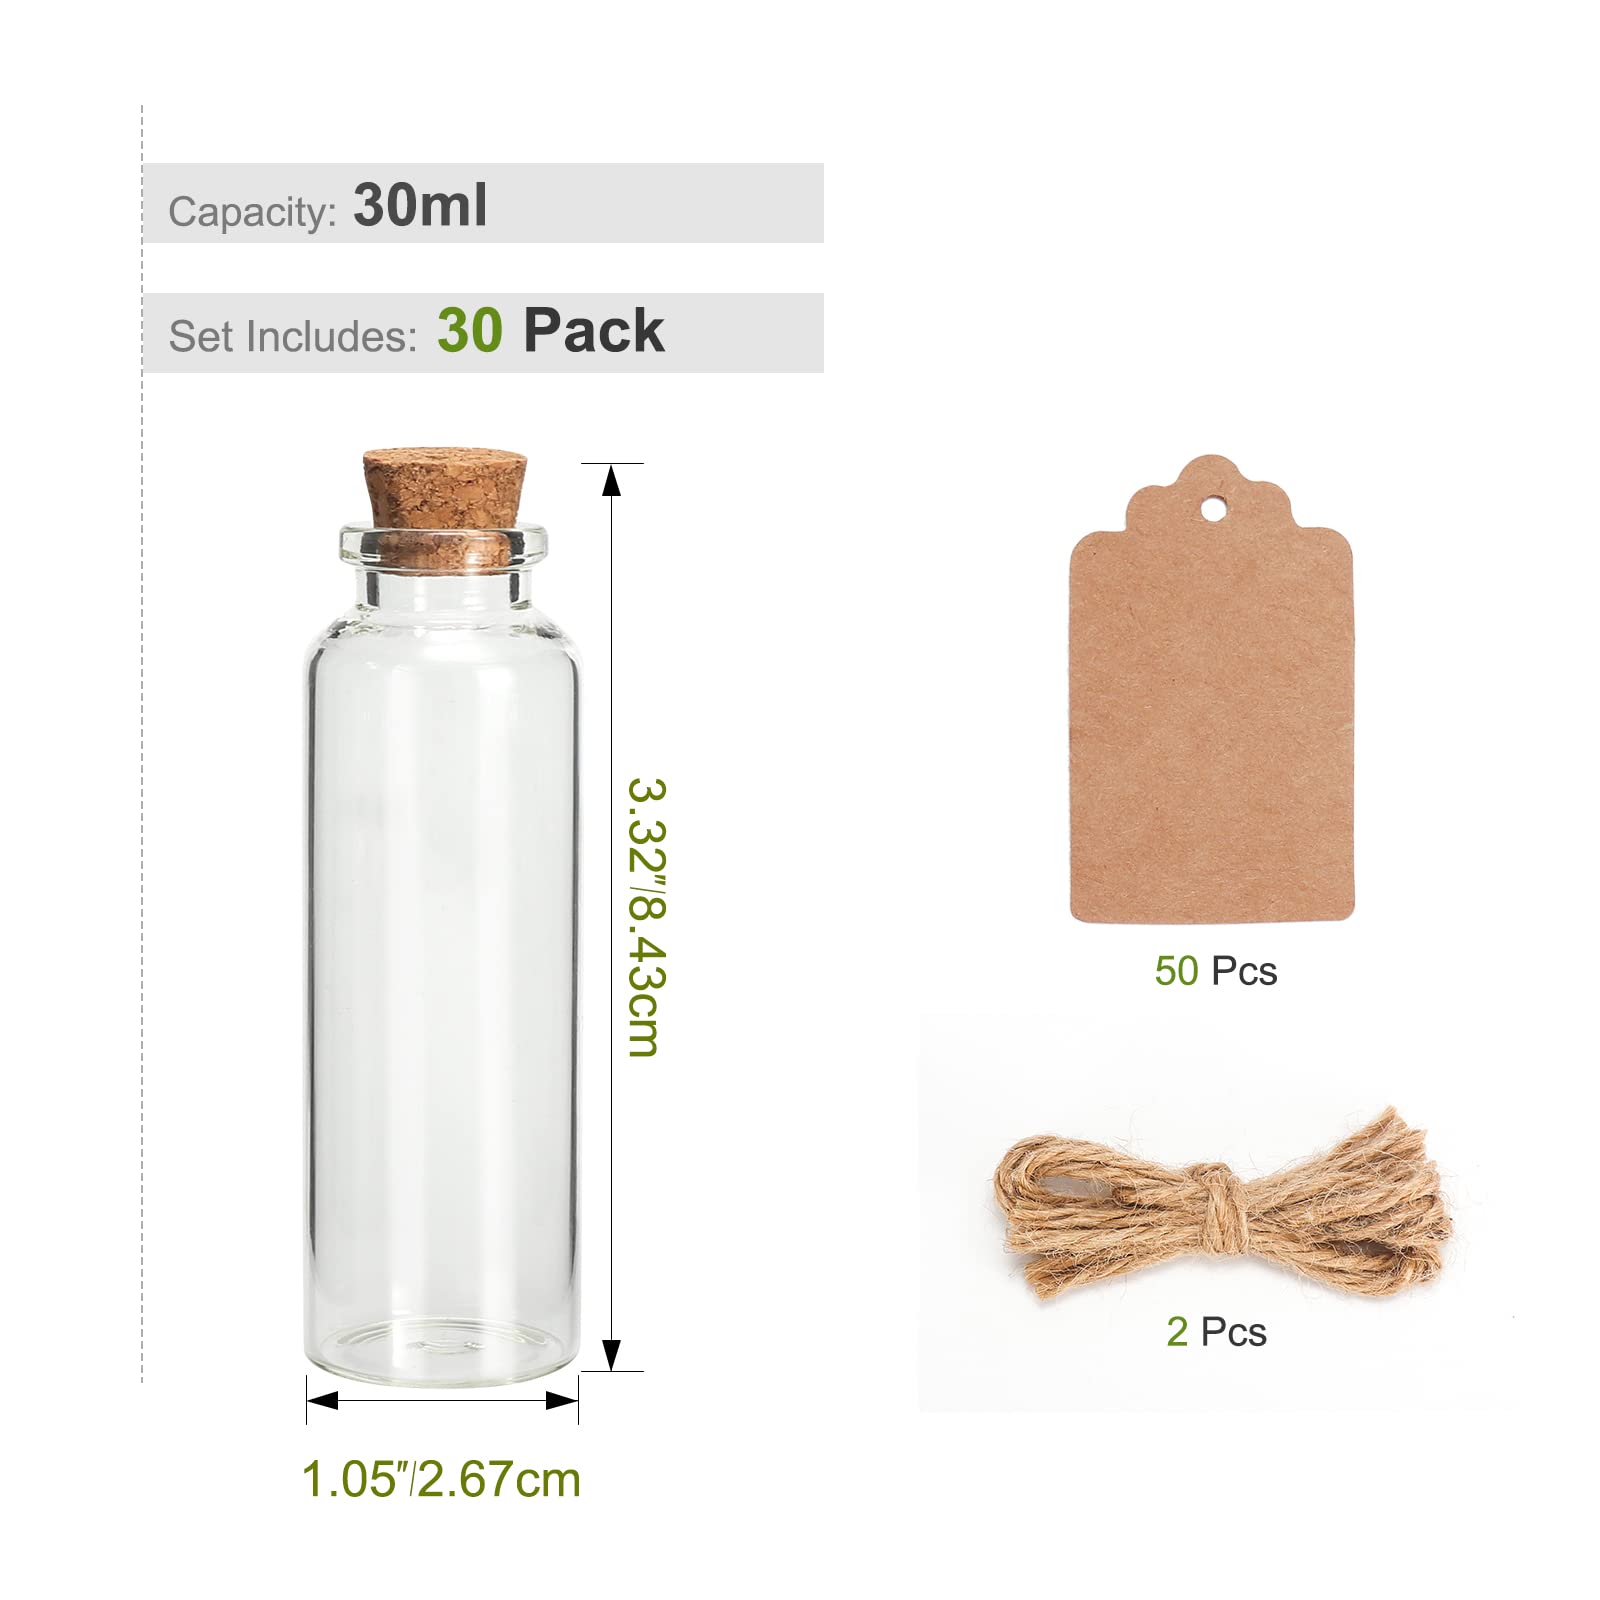 Capacity: 30ml
Set Includes: 30 Pack
3.32"/8.43cm
50 Pcs
2 Pcs
1.05"/2.67cm